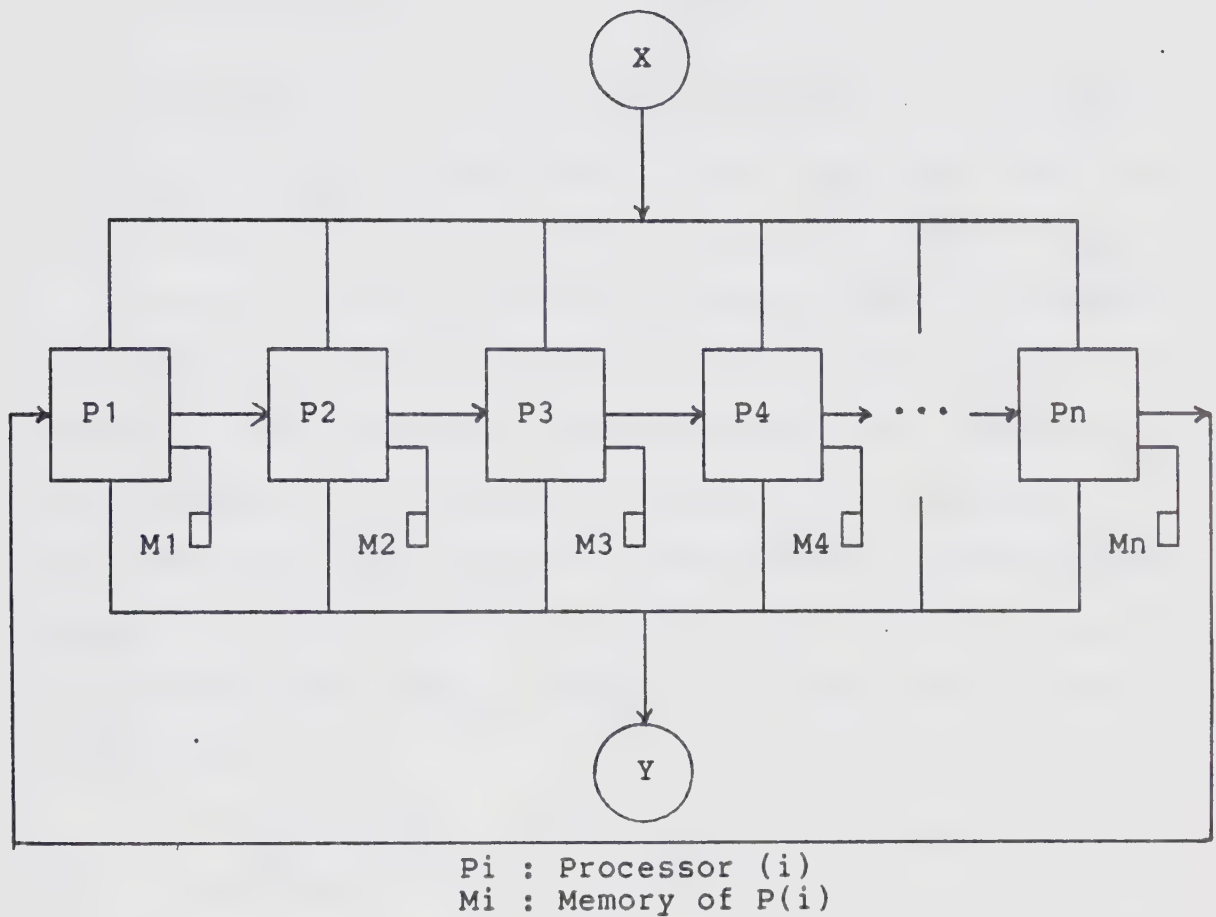 X
P1 P2 P3 P4 ... Pn
M1 M2 M3 M4 Mn
Y
Pi : Processor (i)
Mi : Memory of P(i)